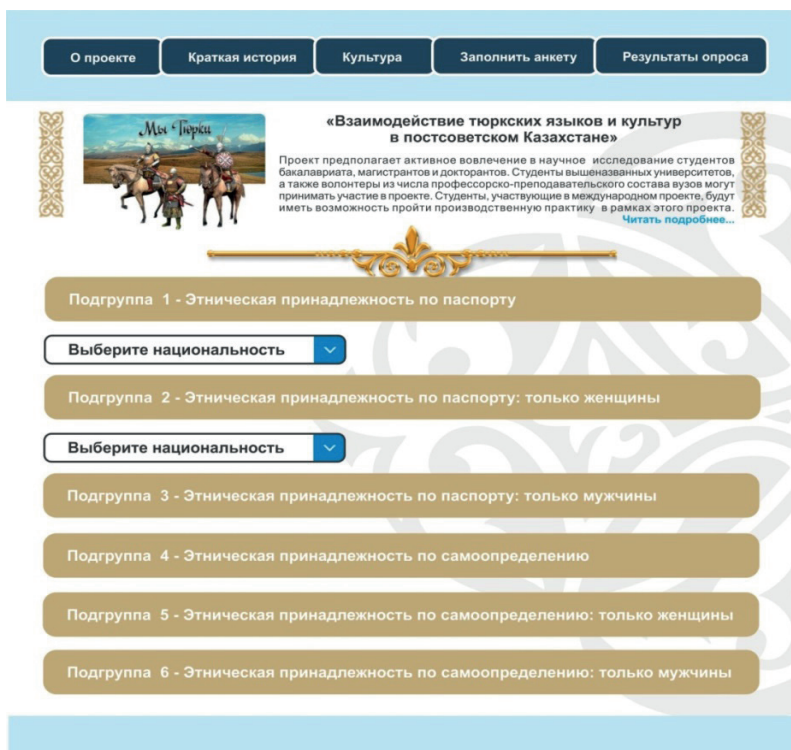 О проекте
Краткая история
Культура
Заполнить анкету
Результаты опроса
Мы Тюрки
«Взаимодействие тюркских языков и культур
в постсоветском Казахстане»
Проект предполагает активное вовлечение в научное исследование студентов
бакалавриата, магистрантов и докторантов. Студенты вышеназванных университетов,
а также волонтеры из числа профессорско-преподавательского состава вузов могут
принимать участие в проекте. Студенты, участвующие в международном проекте, будут
иметь возможность пройти производственную практику в рамках этого проекта.
Читать подробнее...
Подгруппа 1 - Этническая принадлежность по паспорту
Выберите национальность
Подгруппа 2 - Этническая принадлежность по паспорту: только женщины
Выберите национальность
Подгруппа 3 - Этническая принадлежность по паспорту: только мужчины
Подгруппа 4 - Этническая принадлежность по самоопределению
Подгруппа 5 - Этническая принадлежность по самоопределению: только женщины
Подгруппа 6 - Этническая принадлежность по самоопределению: только мужчины